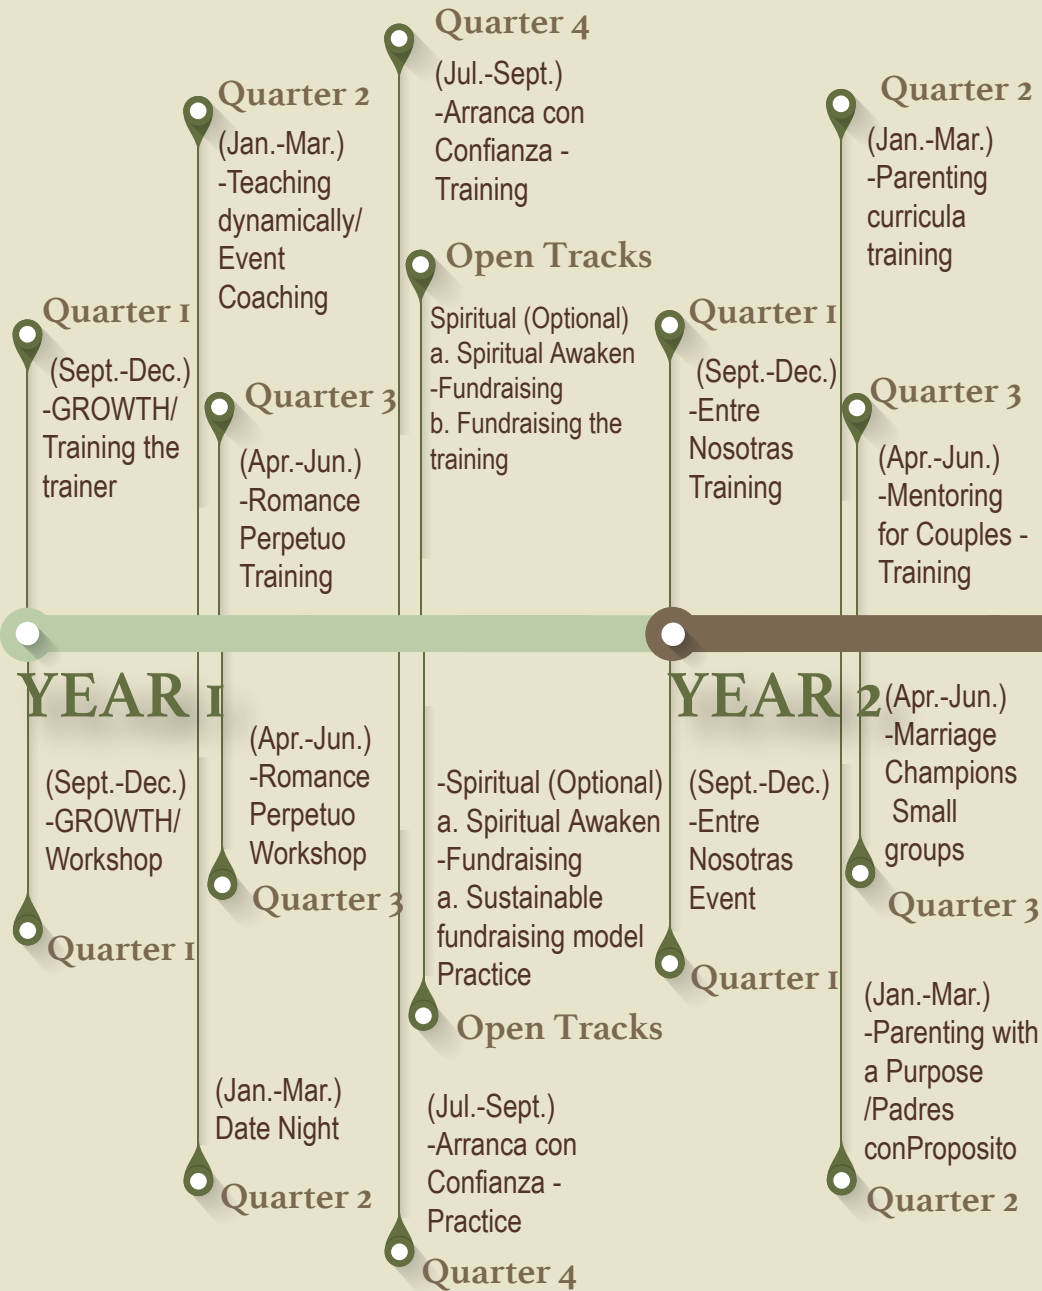 Quarter 4
(Jul.-Sept.)
-Arranca con
Confianza -
Training
Quarter 2
(Jan.-Mar.)
-Teaching
dynamically/
Event
Coaching
Quarter 2
(Jan.-Mar.)
-Parenting
curricula
training
Open Tracks
Spiritual (Optional)
a. Spiritual Awaken
-Fundraising
b. Fundraising the
training
Quarter 1
(Sept.-Dec.)
-GROWTH/
Training the
trainer
Quarter 3
(Apr.-Jun.)
-Romance
Perpetuo
Training
Quarter 1
(Sept.-Dec.)
-Entre
Nosotras
Training
Quarter 3
(Apr.-Jun.)
-Mentoring
for Couples -
Training
YEAR 1
YEAR 2
(Sept.-Dec.)
-GROWTH/
Workshop
Quarter 1
(Apr.-Jun.)
-Romance
Perpetuo
Workshop
Quarter 3
-Spiritual (Optional)
a. Spiritual Awaken
-Fundraising
a. Sustainable
fundraising model
Practice
Open Tracks
(Sept.-Dec.)
-Entre
Nosotras
Event
Quarter 1
(Apr.-Jun.)
-Marriage
Champions
Small
groups
Quarter 3
(Jan.-Mar.)
Date Night
Quarter 2
(Jul.-Sept.)
-Arranca con
Confianza -
Practice
Quarter 4
(Jan.-Mar.)
-Parenting with
a Purpose
/Padres
conProposito
Quarter 2